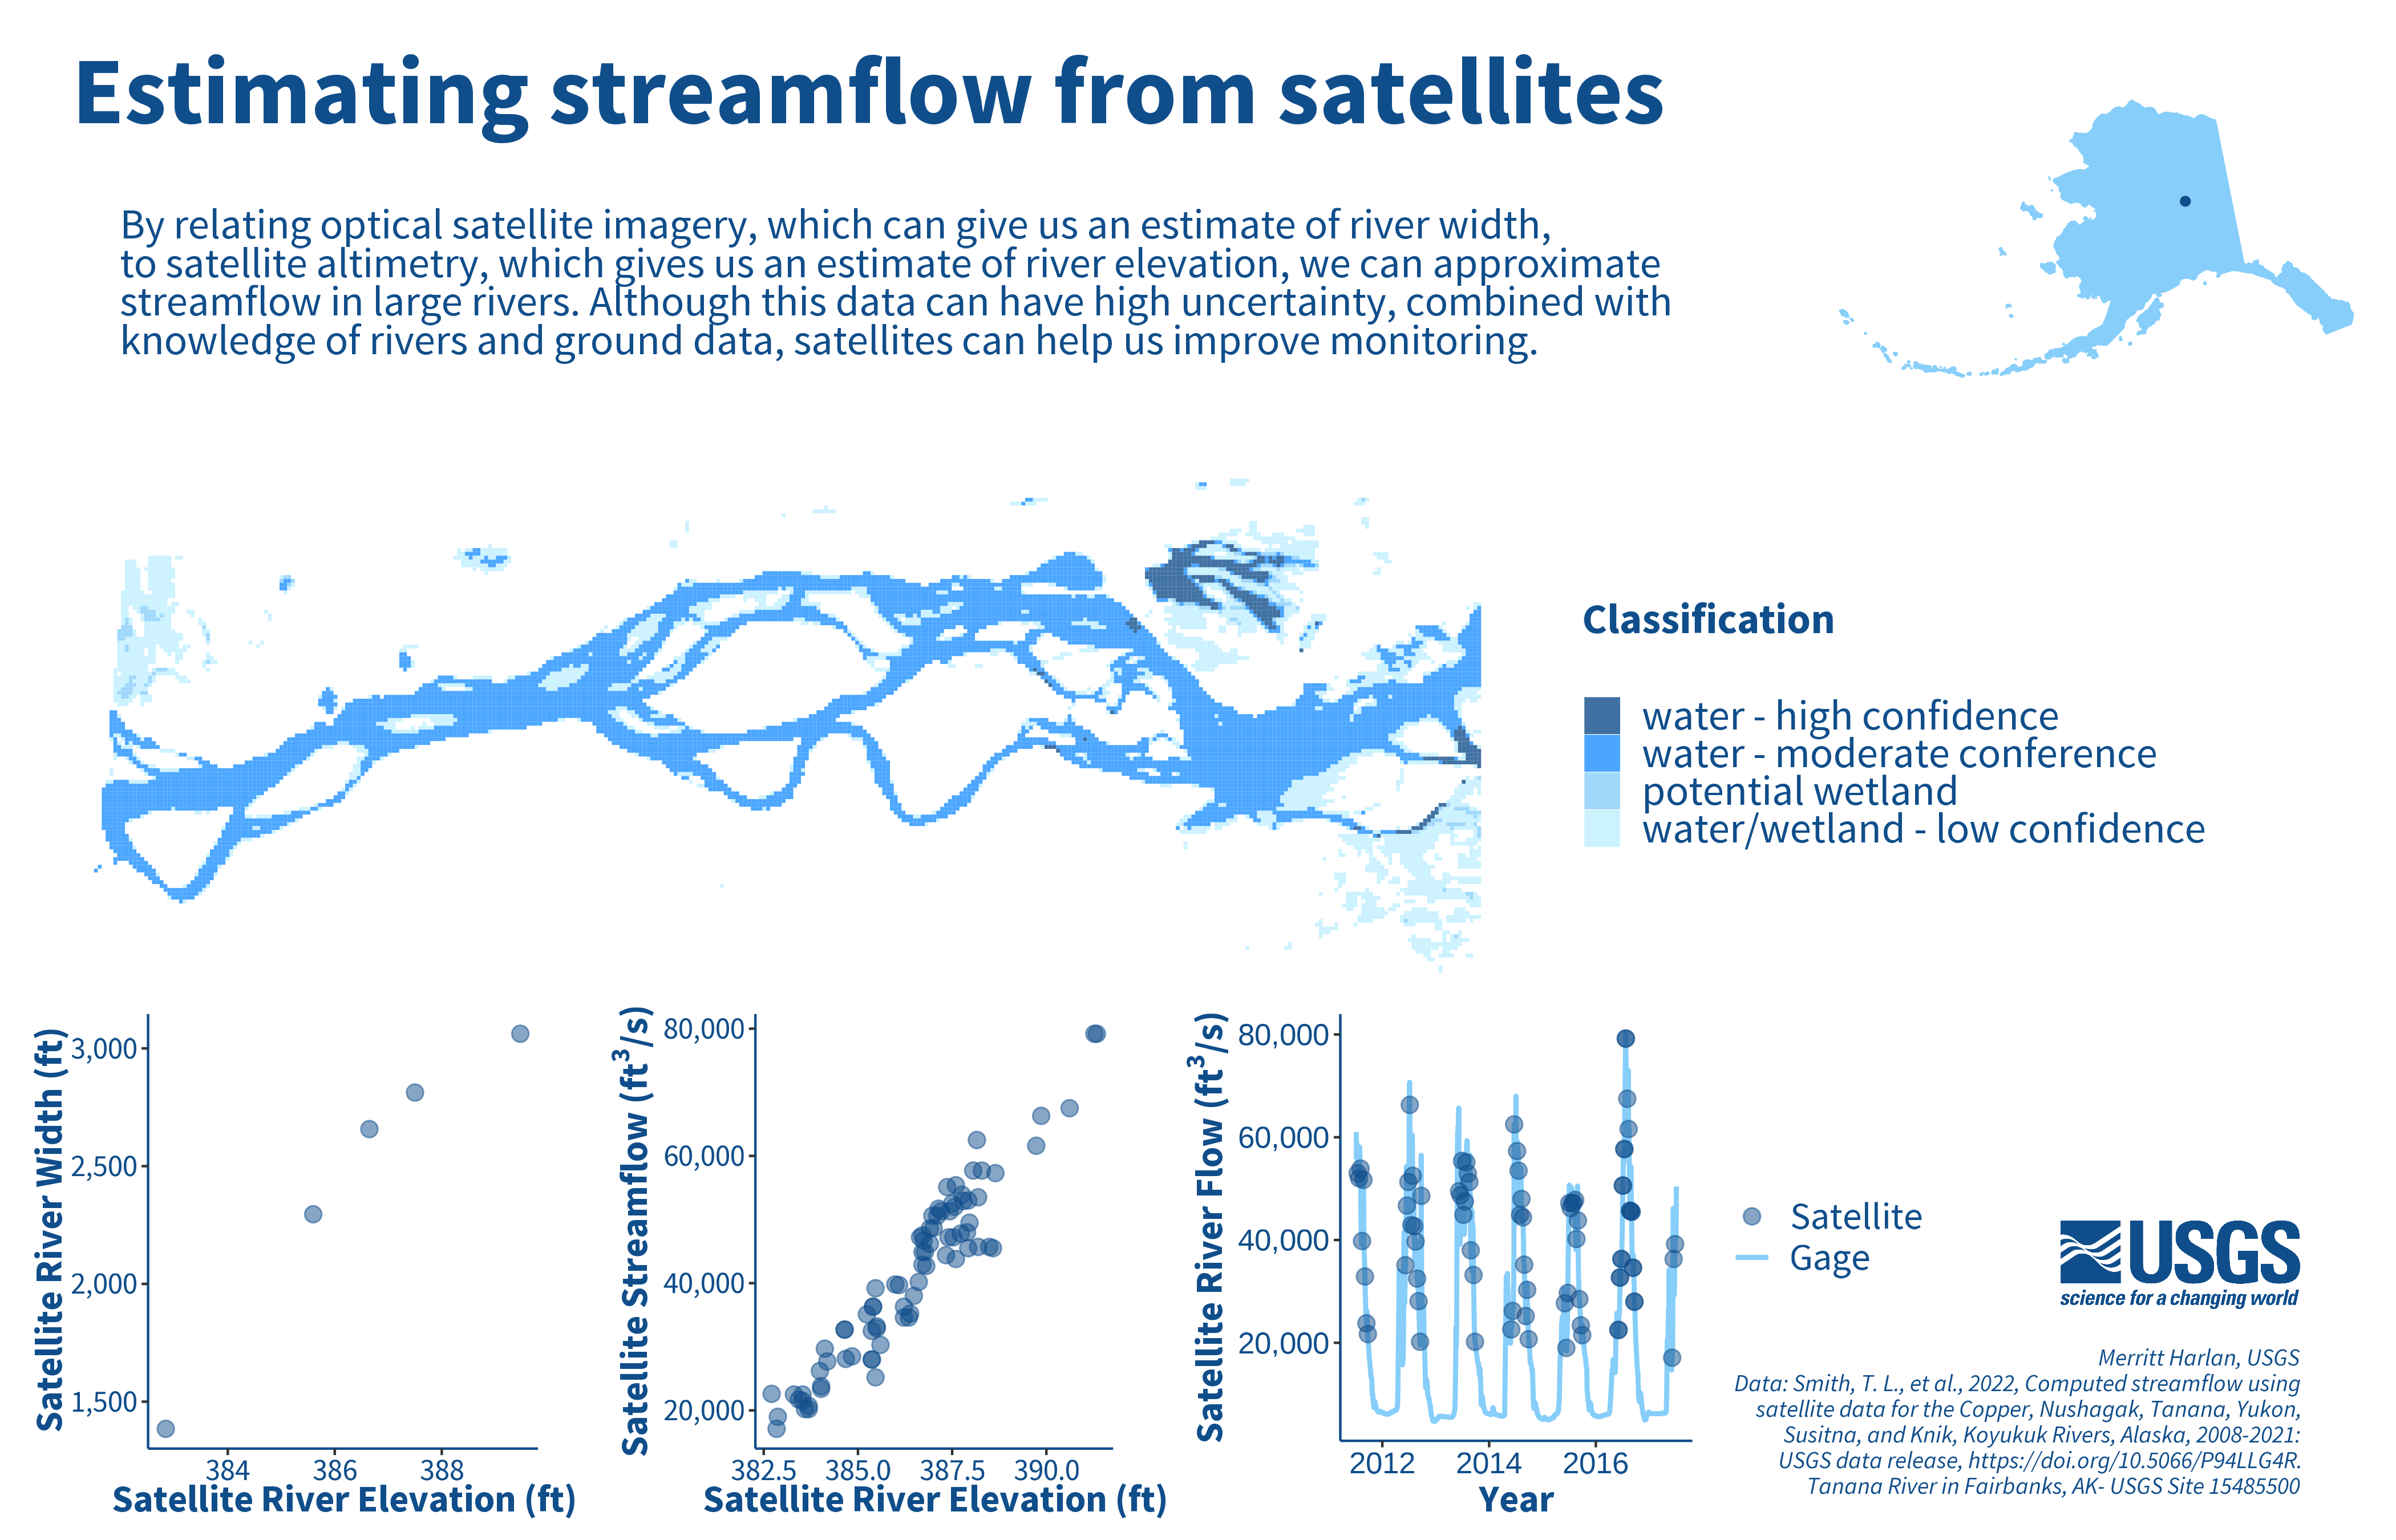 Estimating streamflow from satellites
By relating optical satellite imagery, which can give us an estimate of river width,
to satellite altimetry, which gives us an estimate of river elevation, we can approximate
streamflow in large rivers. Although this data can have high uncertainty, combined with
knowledge of rivers and ground data, satellites can help us improve monitoring.
Classification
water - high confidence
water - moderate conference
potential wetland
water/wetland - low confidence
Satellite River Width (ft)
3,000
2,500
2,000
1,500
384 386 388
Satellite River Elevation (ft)
Satellite Streamflow (ft³/s)
80,000
60,000
40,000
20,000
382.5 385.0 387.5 390.0
Satellite River Elevation (ft)
Satellite River Flow (ft³/s)
80,000
60,000
40,000
20,000
2012 2014 2016
Year
Satellite
Gage
USGS
science for a changing world
Merritt Harlan, USGS
Data: Smith, T. L., et al., 2022, Computed streamflow using
satellite data for the Copper, Nushagak, Tanana, Yukon,
Susitna, and Knik, Koyukuk Rivers, Alaska, 2008-2021:
USGS data release, https://doi.org/10.5066/P94LLG4R.
Tanana River in Fairbanks, AK- USGS Site 15485500